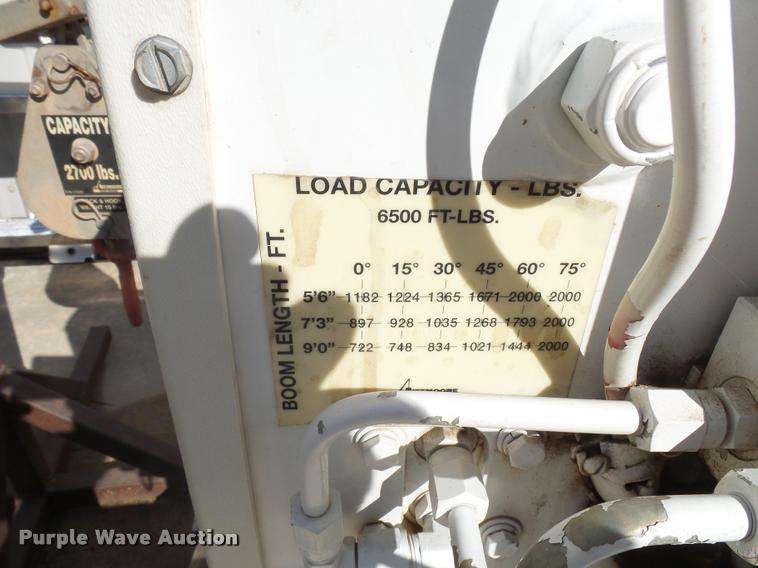 CAPACITY
2700 lbs.
LOAD CAPACITY - LBS.
6500 FT-LBS.
BOOM LENGTH - FT.
0° 15° 30° 45° 60° 75°
5'6" 1182 1224 1365 1671 2000 2000
7'3" 897 928 1035 1268 1793 2000
9'0" 722 748 834 1021 1444 2000
Purple Wave Auction